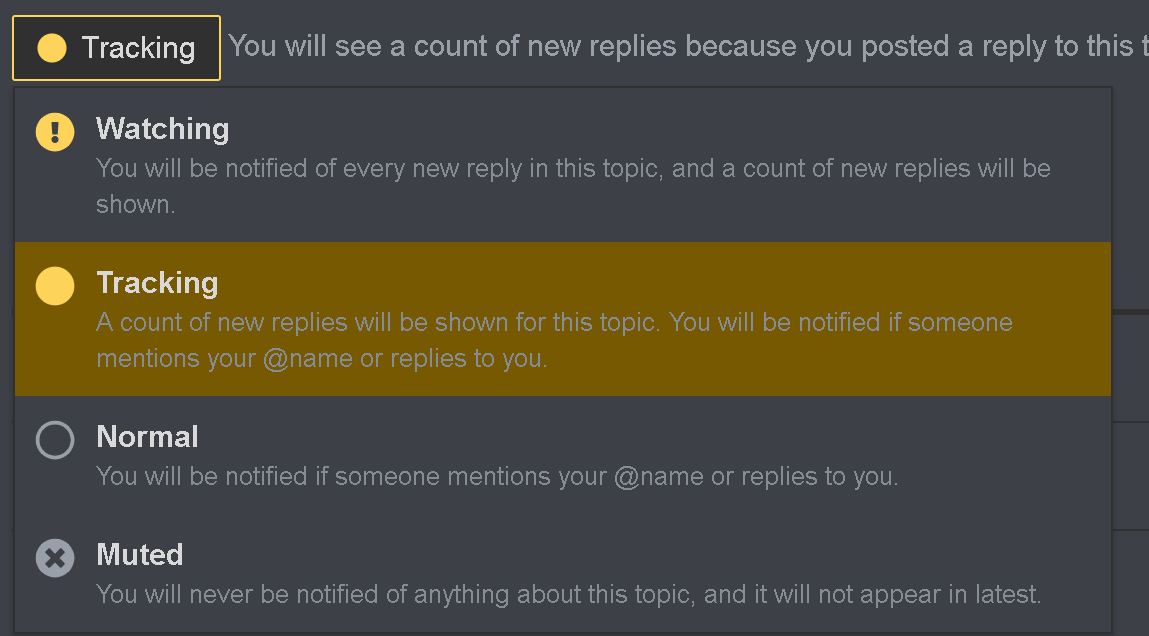 Tracking You will see a count of new replies because you posted a reply to this
Watching
You will be notified of every new reply in this topic, and a count of new replies will be
shown.
Tracking
A count of new replies will be shown for this topic. You will be notified if someone
mentions your @name or replies to you.
Normal
You will be notified if someone mentions your @name or replies to you.
Muted
You will never be notified of anything about this topic, and it will not appear in latest.